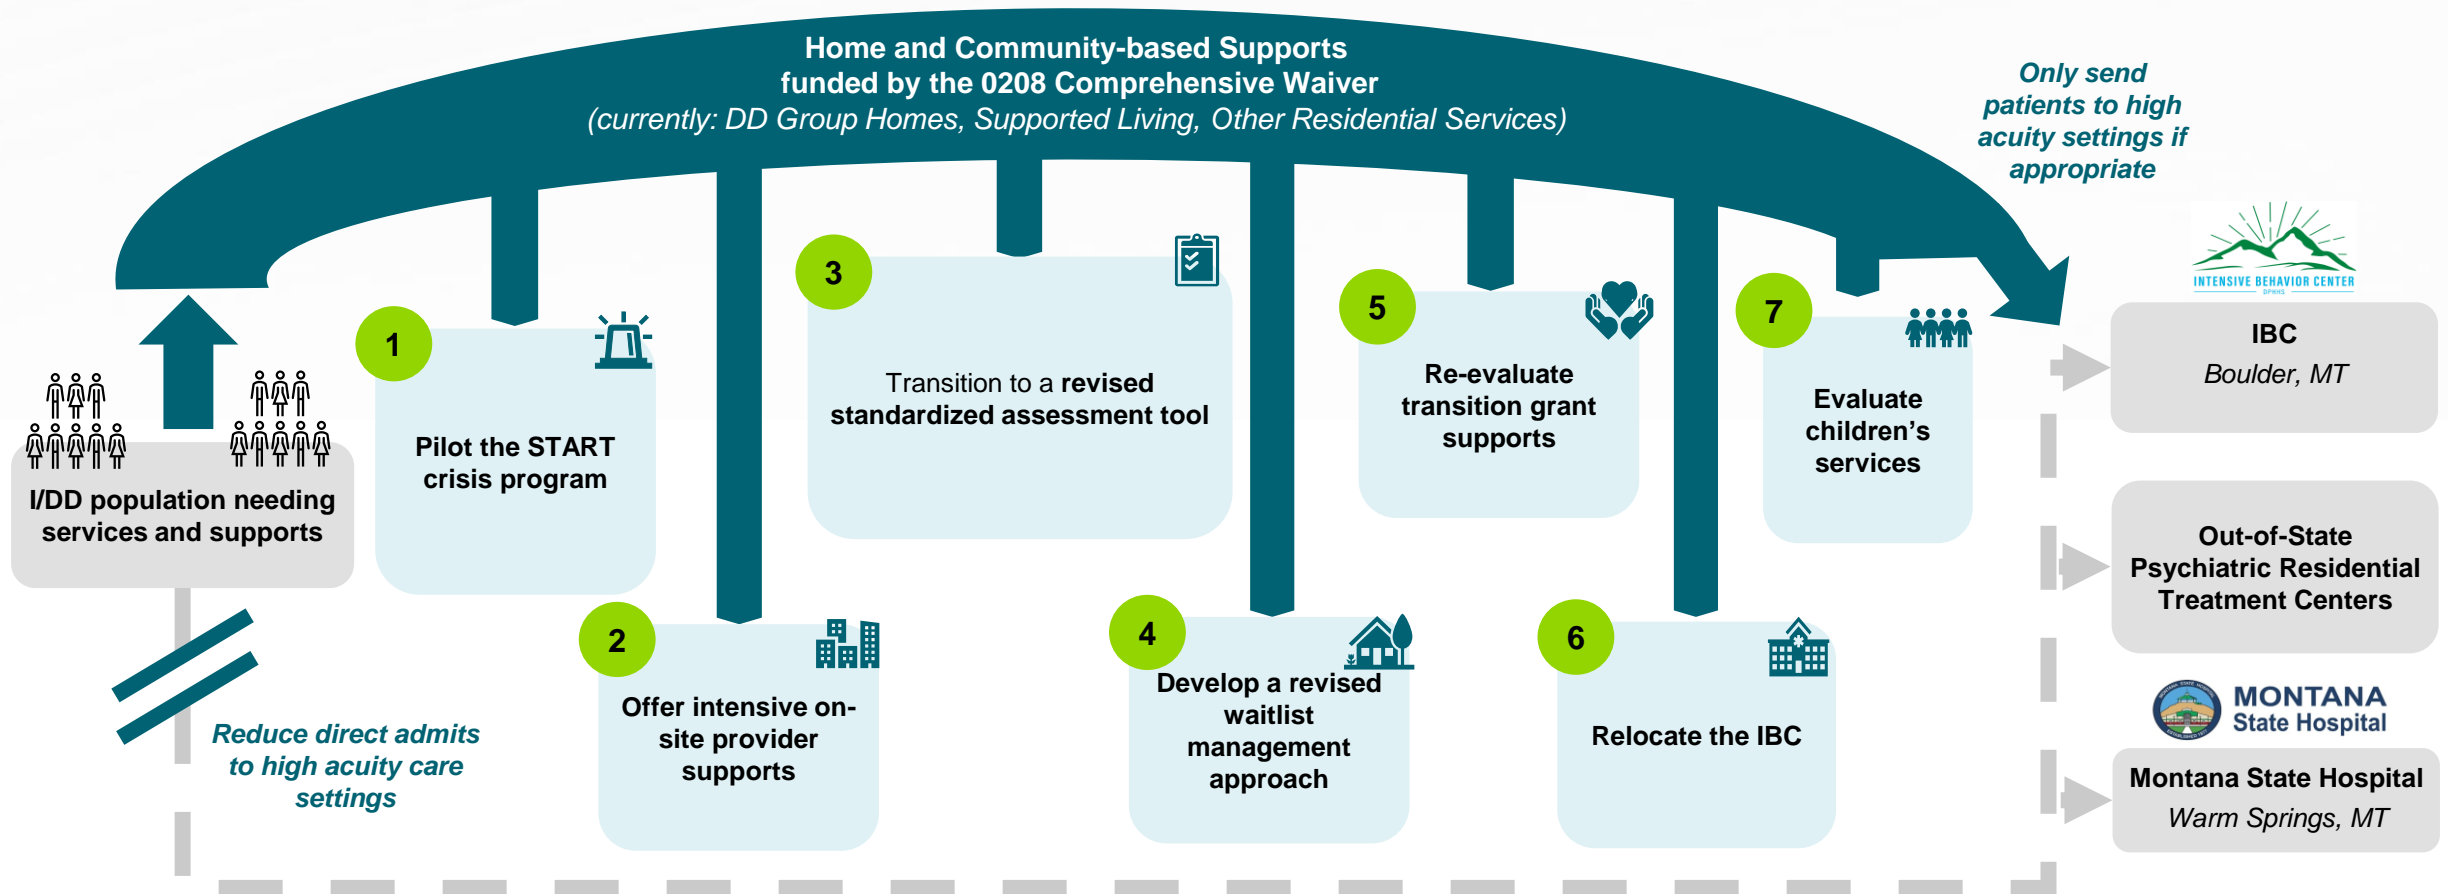 Home and Community-based Supports
funded by the 0208 Comprehensive Waiver
(currently: DD Group Homes, Supported Living, Other Residential Services)
Only send
patients to high
acuity settings if
appropriate
I/DD population needing
services and supports
Reduce direct admits
to high acuity care
settings
1
Pilot the START
crisis program
2
Offer intensive on-
site provider
supports
3
Transition to a revised
standardized assessment tool
4
Develop a revised
waitlist
management
approach
5
Re-evaluate
transition grant
supports
6
Relocate the IBC
7
Evaluate
children’s
services
INTENSIVE BEHAVIOR CENTER
DPHHS
IBC
Boulder, MT
Out-of-State
Psychiatric Residential
Treatment Centers
MONTANA
State Hospital
Montana State Hospital
Warm Springs, MT